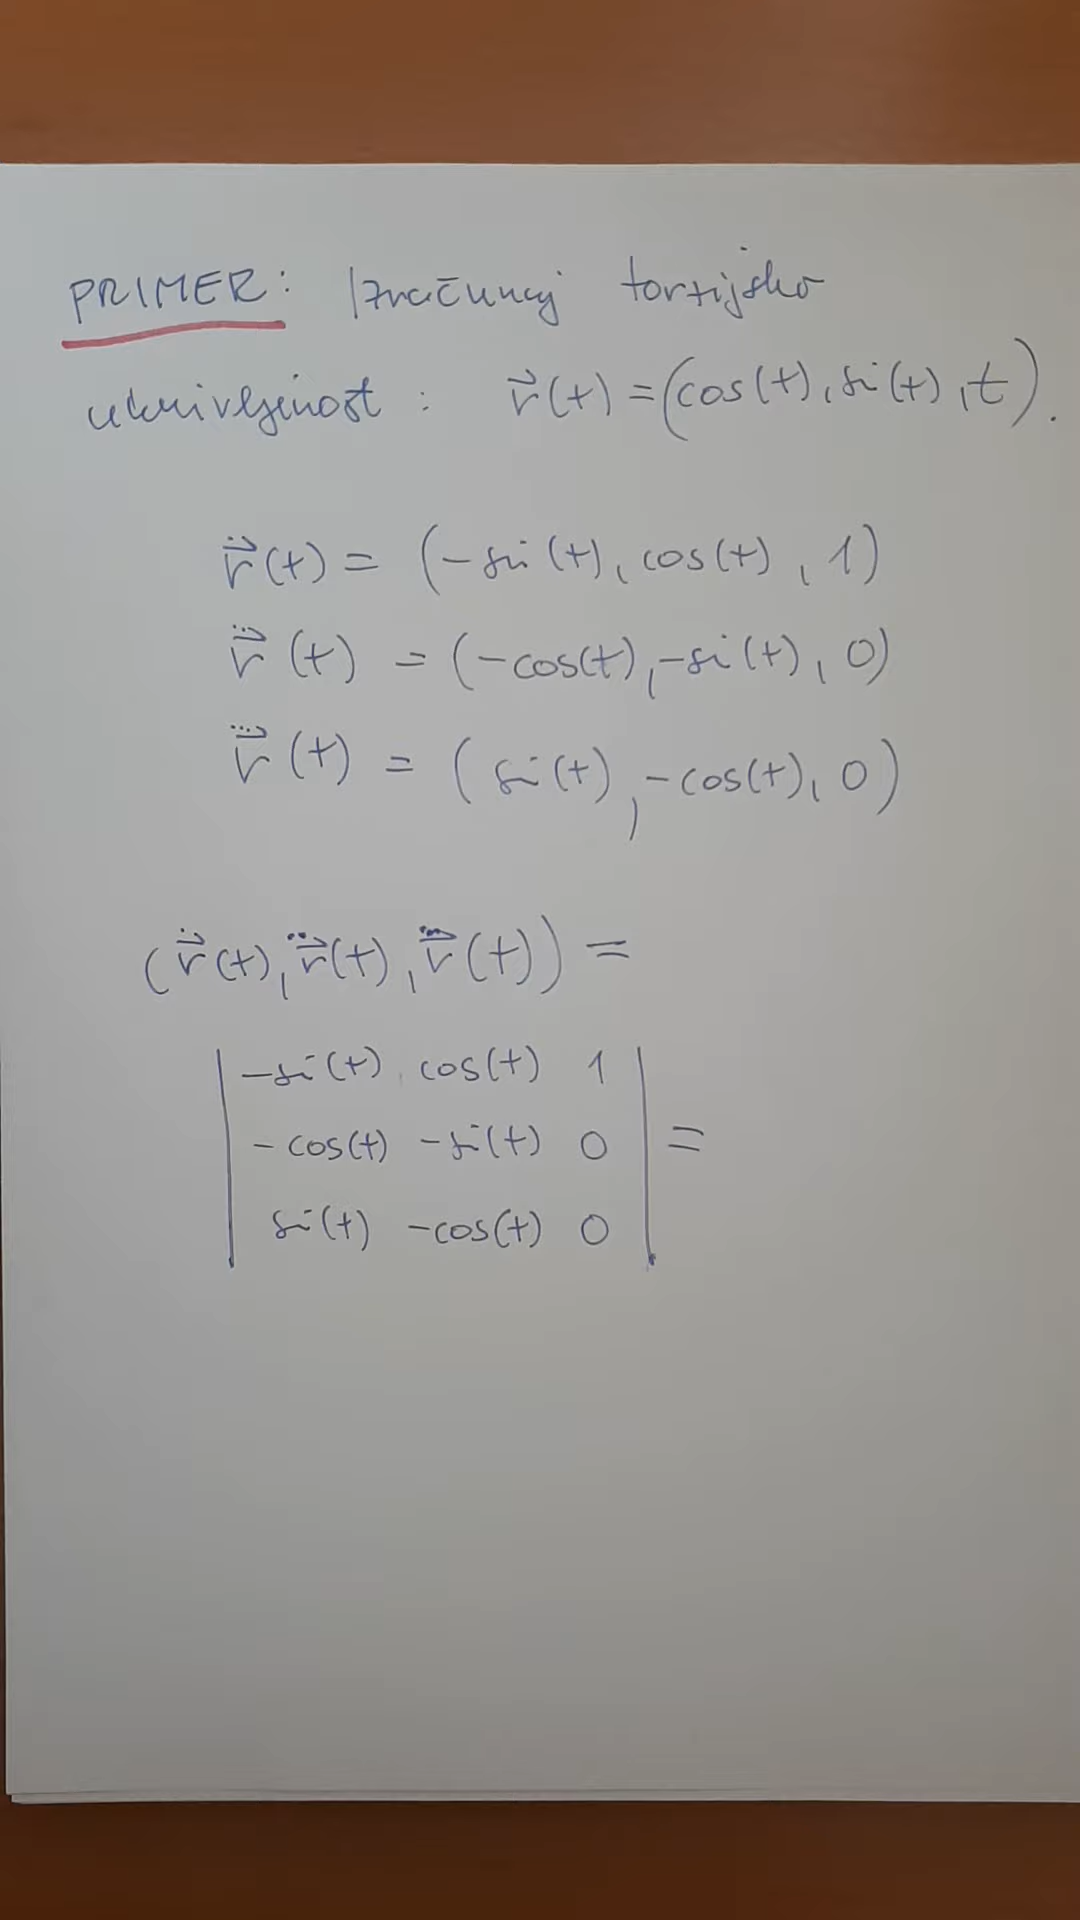 PRIMER: Izračunaj torzijsko
ukrivljenost : r⃗(t) = (cos(t), sin(t), t).
r⃗̇(t) = (-sin(t), cos(t), 1)
r⃗̈(t) = (-cos(t), -sin(t), 0)
r⃗⃛(t) = (sin(t), -cos(t), 0)
(r⃗̇(t), r⃗̈(t), r⃗⃛(t)) =
| -sin(t) cos(t) 1 |
| -cos(t) -sin(t) 0 | =
| sin(t) -cos(t) 0 |